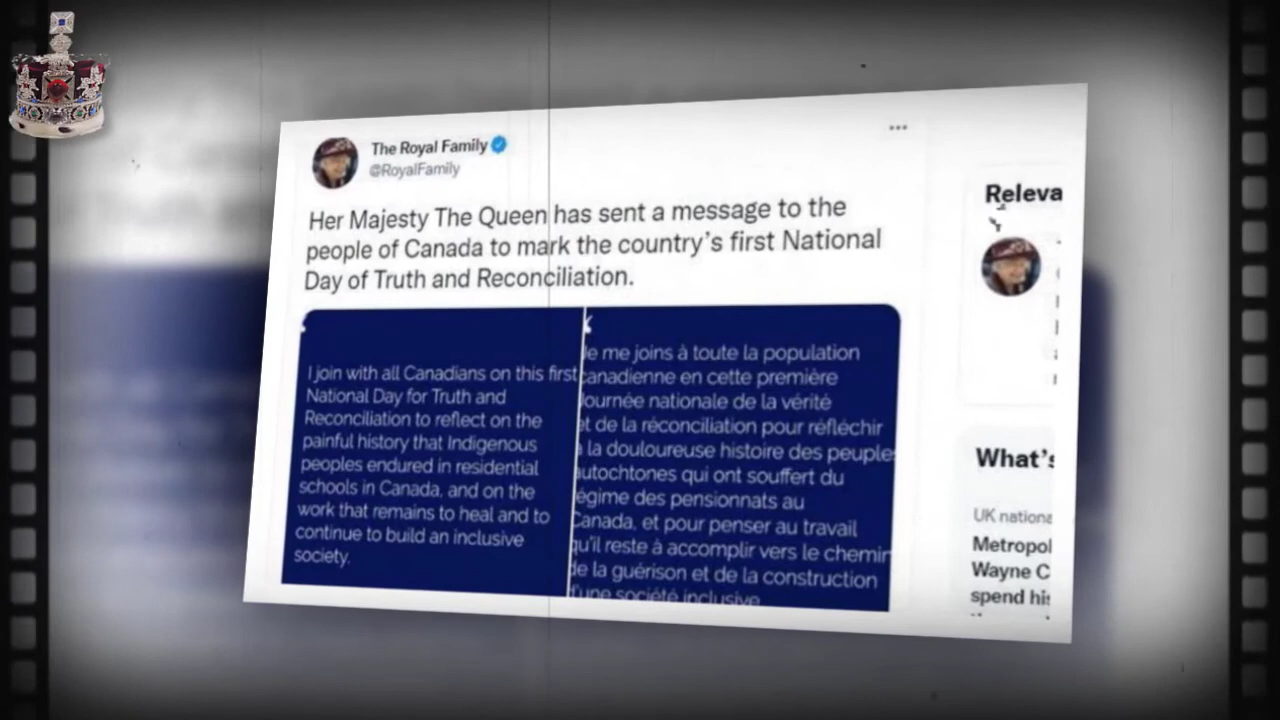 The Royal Family
@RoyalFamily
Her Majesty The Queen has sent a message to the
people of Canada to mark the country's first National
Day of Truth and Reconciliation.
I join with all Canadians on this first
National Day for Truth and
Reconciliation to reflect on the
painful history that Indigenous
peoples endured in residential
schools in Canada, and on the
work that remains to heal and to
continue to build an inclusive
society.
Je me joins à toute la population
canadienne en cette première
Journée nationale de la vérité
et de la réconciliation pour réfléchir
à la douloureuse histoire des peuples
autochtones qui ont souffert du
régime des pensionnats au
Canada, et pour penser au travail
qu'il reste à accomplir vers le chemin
de la guérison et de la construction
d'une société inclusive
Releva
What's
UK nationa
Metropol
Wayne C
spend his